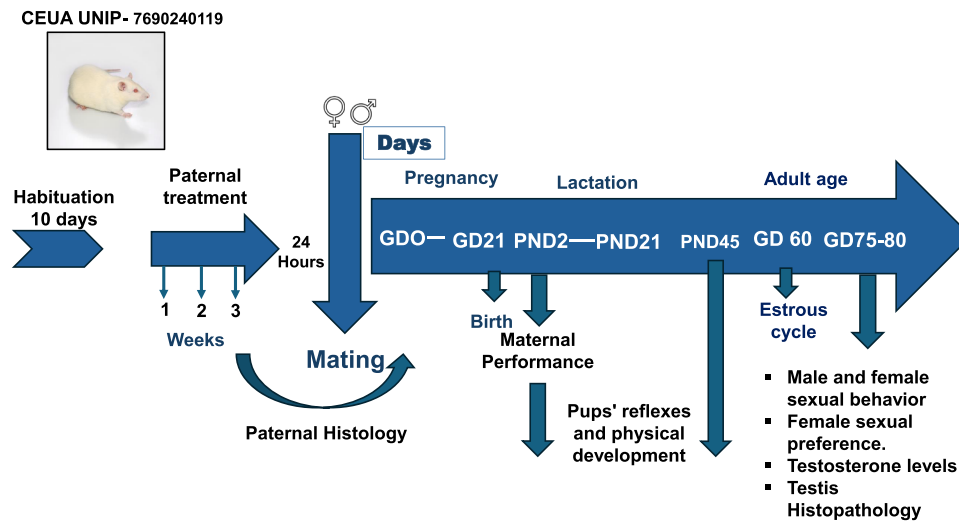 CEUA UNIP- 7690240119
Habituation
10 days
Paternal
treatment
1 2 3
Weeks
24
Hours
♀♂
Days
Mating
Paternal Histology
Pregnancy
Lactation
Adult age
GDO— GD21 PND2—PND21 PND45 GD 60 GD75-80
Birth
Maternal
Performance
Pups' reflexes
and physical
development
Estrous
cycle
▪ Male and female
sexual behavior
▪ Female sexual
preference.
▪ Testosterone levels
▪ Testis
Histopathology